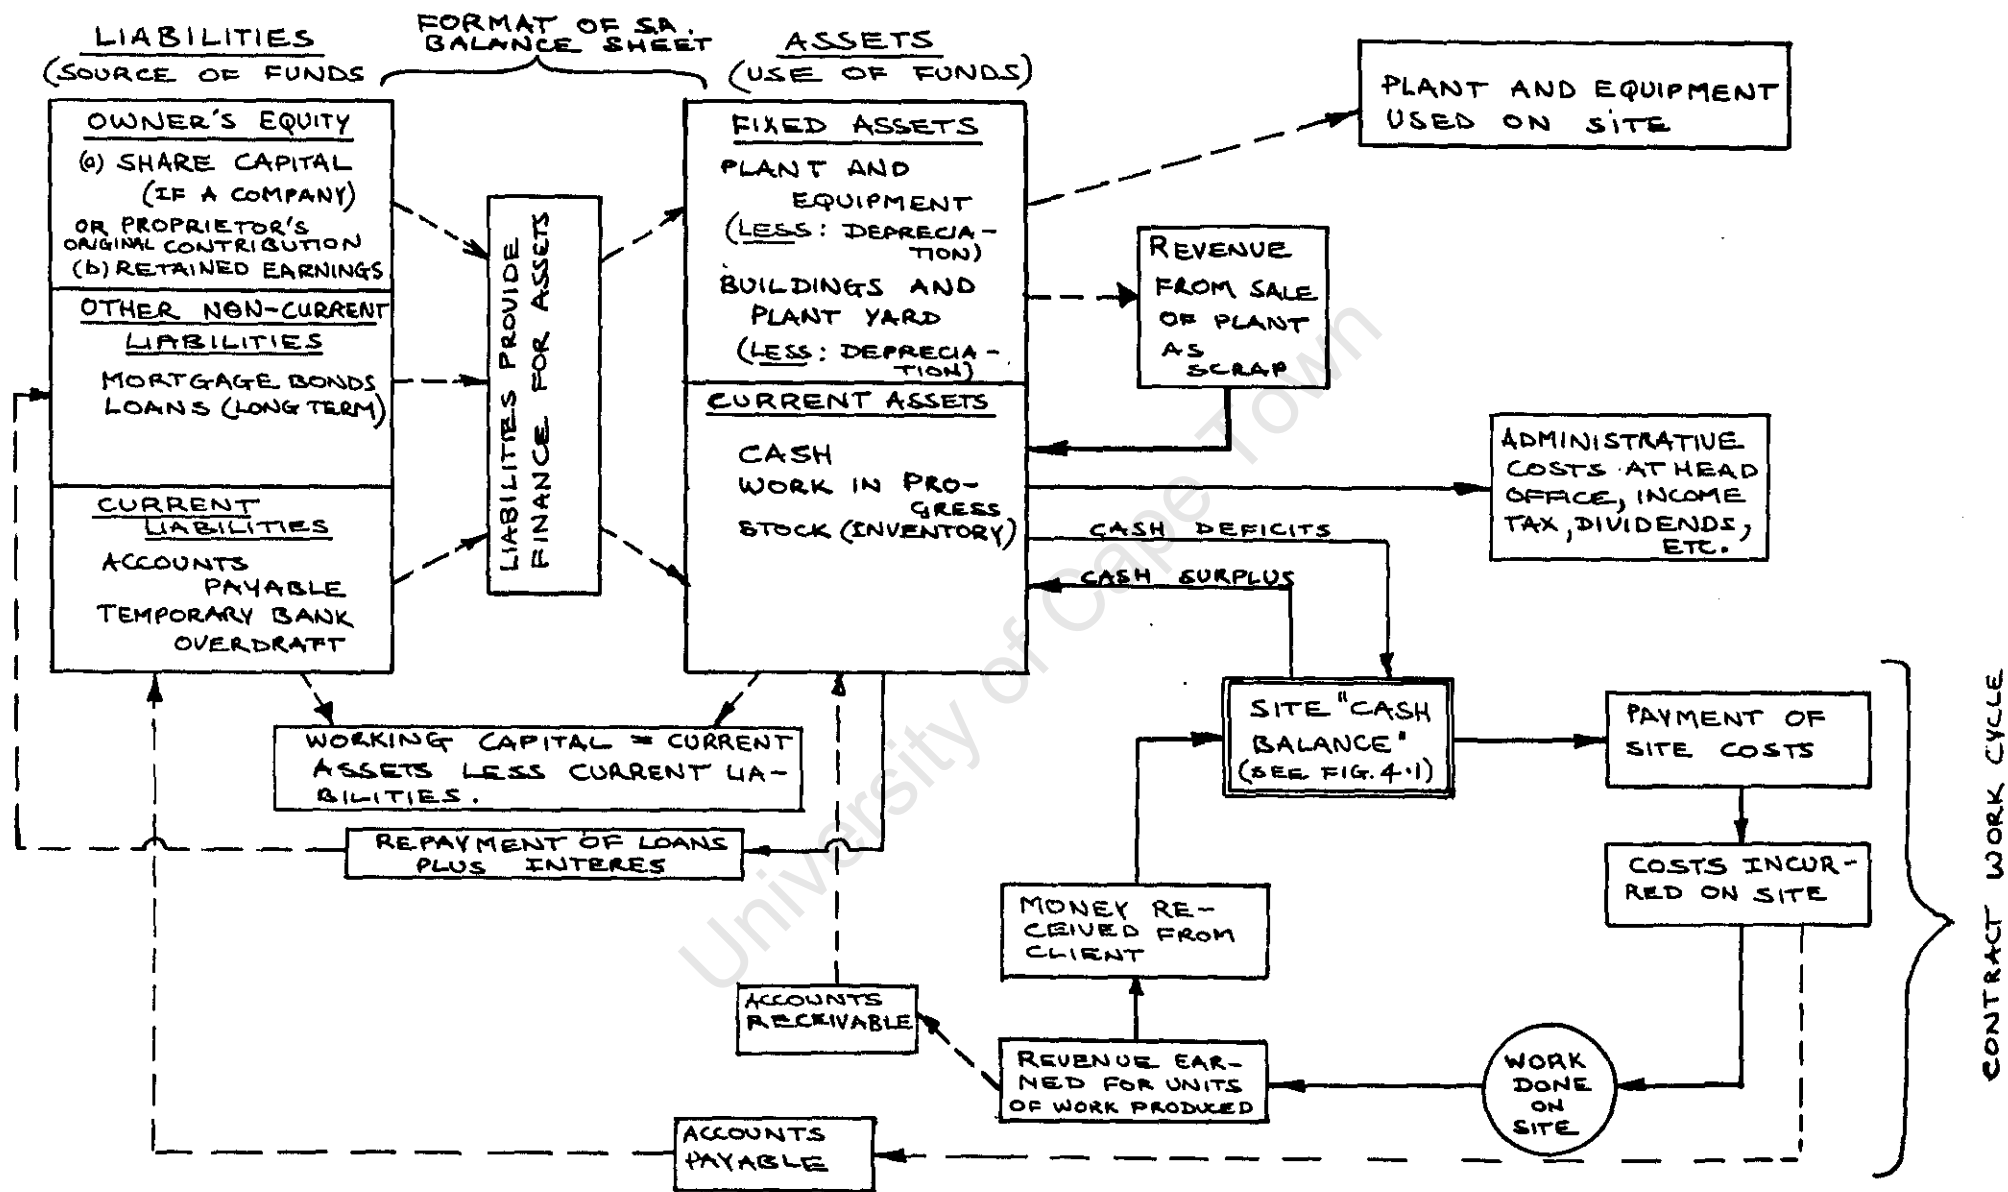 LIABILITIES
(SOURCE OF FUNDS
FORMAT OF S.A.
BALANCE SHEET
ASSETS
(USE OF FUNDS)
OWNER'S EQUITY
(a) SHARE CAPITAL
(IF A COMPANY)
OR PROPRIETOR'S
ORIGINAL CONTRIBUTION
(b) RETAINED EARNINGS
OTHER NON-CURRENT
LIABILITIES
MORTGAGE BONDS
LOANS (LONG TERM)
CURRENT
LIABILITIES
ACCOUNTS
PAYABLE
TEMPORARY BANK
OVERDRAFT
LIABILITIES PROVIDE
FINANCE FOR ASSETS
FIXED ASSETS
PLANT AND
EQUIPMENT
(LESS: DEPRECIA-
TION)
BUILDINGS AND
PLANT YARD
(LESS: DEPRECIA-
TION)
CURRENT ASSETS
CASH
WORK IN PRO-
GRESS
STOCK (INVENTORY)
PLANT AND EQUIPMENT
USED ON SITE
REVENUE
FROM SALE
OF PLANT
AS
SCRAP
ADMINISTRATIVE
COSTS AT HEAD
OFFICE, INCOME
TAX, DIVIDENDS,
ETC.
CASH DEFICITS
CASH SURPLUS
WORKING CAPITAL = CURRENT
ASSETS LESS CURRENT LIA-
BILITIES.
REPAYMENT OF LOANS
PLUS INTERES
SITE "CASH
BALANCE"
(SEE FIG. 4.1)
PAYMENT OF
SITE COSTS
COSTS INCUR-
RED ON SITE
MONEY RE-
CEIVED FROM
CLIENT
ACCOUNTS
RECEIVABLE
REVENUE EAR-
NED FOR UNITS
OF WORK PRODUCED
WORK
DONE
ON
SITE
ACCOUNTS
PAYABLE
CONTRACT WORK CYCLE
University of Cape Town